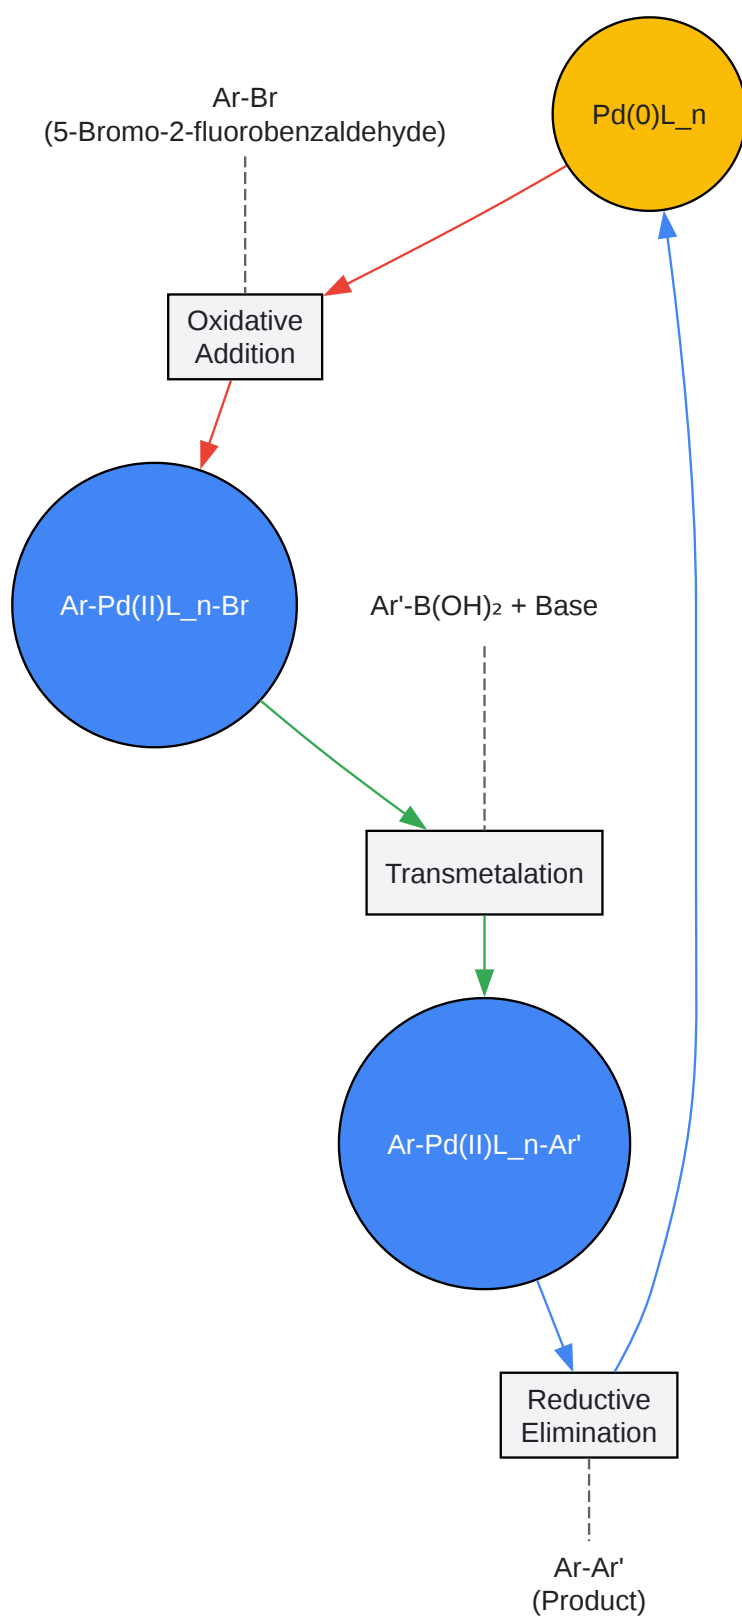 Ar-Br
(5-Bromo-2-fluorobenzaldehyde)
Pd(0)L_n
Oxidative
Addition
Ar-Pd(II)L_n-Br
Ar'-B(OH)₂ + Base
Transmetalation
Ar-Pd(II)L_n-Ar'
Reductive
Elimination
Ar-Ar'
(Product)